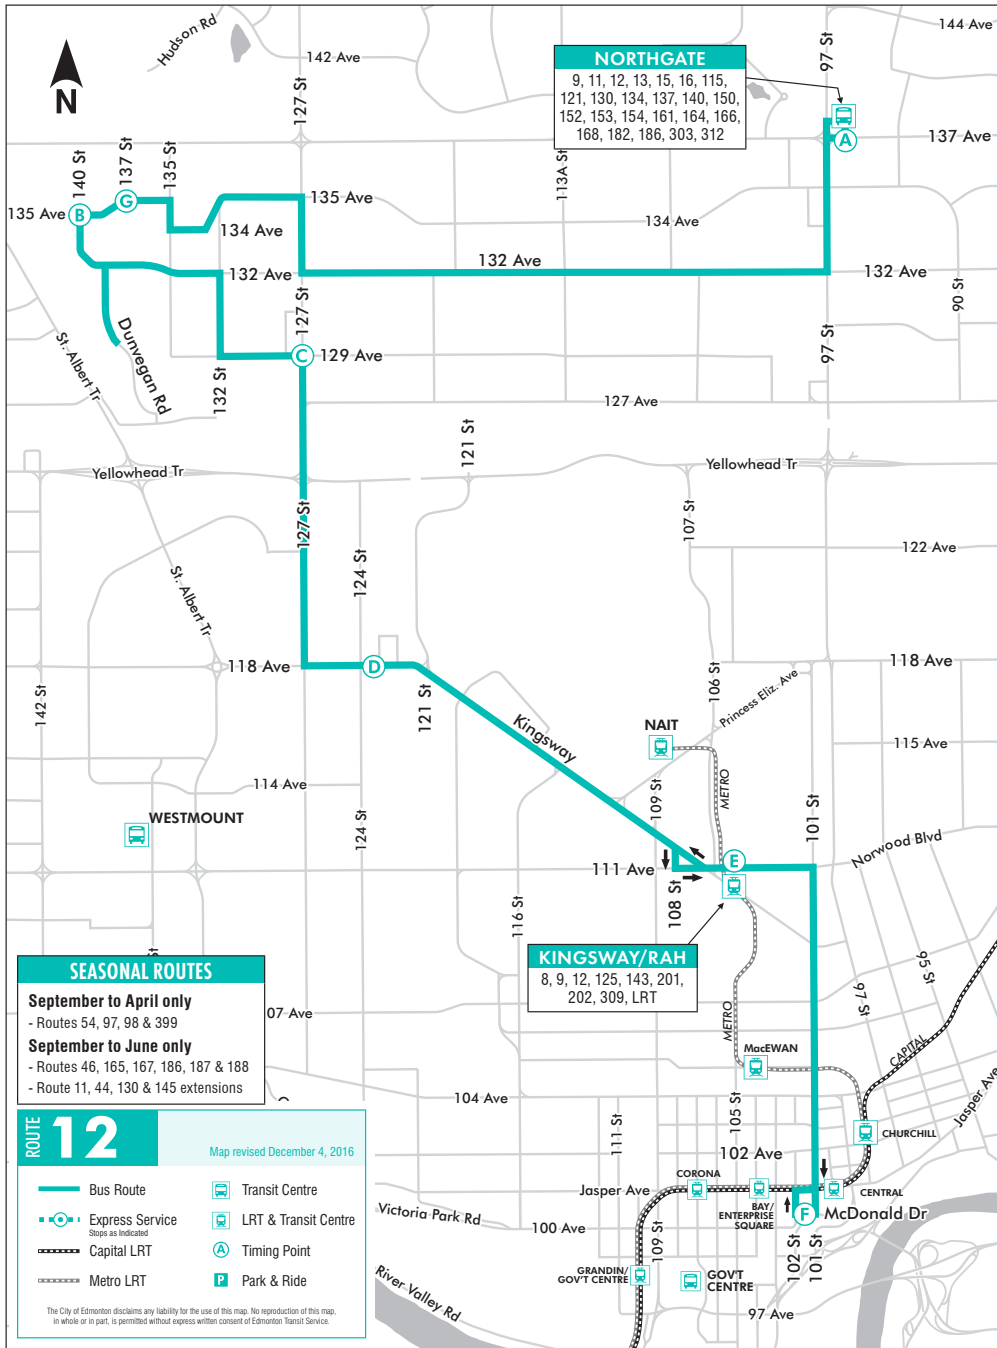 Hudson Rd
142 Ave
144 Ave
97 St
127 St
NORTHGATE
9, 11, 12, 13, 15, 16, 115,
121, 130, 134, 137, 140, 150,
152, 153, 154, 161, 164, 166,
168, 182, 186, 303, 312
N
A
137 Ave
140 St
137 St
135 St
113A St
G
B
135 Ave
135 Ave
134 Ave
134 Ave
132 Ave
132 Ave
132 Ave
90 St
127 St
97 St
St. Albert Tr
Dunvegan Rd
132 St
C
129 Ave
127 Ave
121 St
Yellowhead Tr
Yellowhead Tr
127 St
107 St
122 Ave
124 St
St. Albert Tr
118 Ave
D
118 Ave
142 St
121 St
106 St
Princess Eliz. Ave
Kingsway
NAIT
115 Ave
METRO
114 Ave
109 St
101 St
WESTMOUNT
124 St
Norwood Blvd
111 Ave
E
108 St
116 St
KINGSWAY/RAH
8, 9, 12, 125, 143, 201,
202, 309, LRT
95 St
97 St
St
SEASONAL ROUTES
September to April only
- Routes 54, 97, 98 & 399
September to June only
- Routes 46, 165, 167, 186, 187 & 188
- Route 11, 44, 130 & 145 extensions
07 Ave
METRO
CAPITAL
MacEWAN
Jasper Ave
104 Ave
105 St
111 St
CHURCHILL
102 Ave
CORONA
Jasper Ave
CENTRAL
BAY/
ENTERPRISE
SQUARE
F
McDonald Dr
Victoria Park Rd
100 Ave
109 St
102 St
101 St
GRANDIN/
GOV'T CENTRE
GOV'T
CENTRE
River Valley Rd
97 Ave
ROUTE
12
Map revised December 4, 2016
Bus Route
Transit Centre
Express Service
Stops as Indicated
LRT & Transit Centre
Capital LRT
A
Timing Point
Metro LRT
P
Park & Ride
The City of Edmonton disclaims any liability for the use of this map. No reproduction of this map,
in whole or in part, is permitted without express written consent of Edmonton Transit Service.